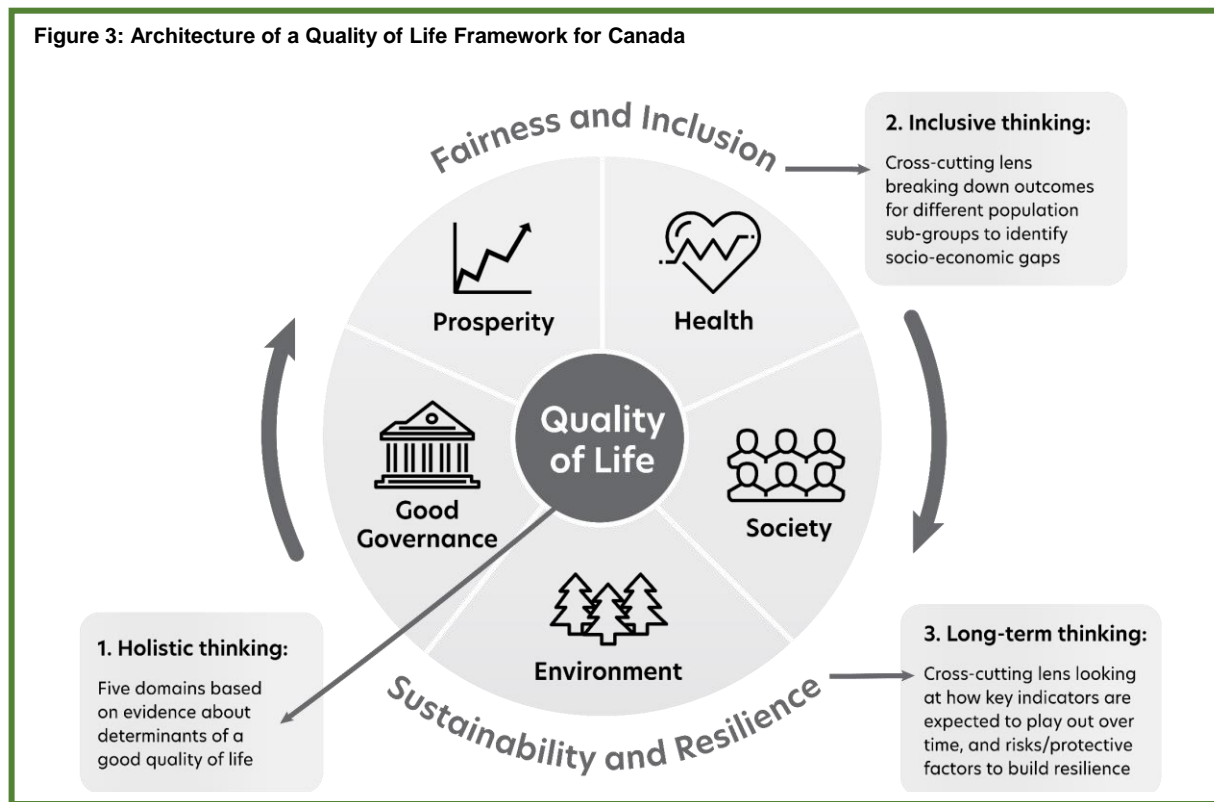 Figure 3: Architecture of a Quality of Life Framework for Canada
Fairness and Inclusion
2. Inclusive thinking:
Cross-cutting lens
breaking down outcomes
for different population
sub-groups to identify
socio-economic gaps
Prosperity
Health
Quality
of Life
Good
Governance
Society
Environment
Sustainability and Resilience
1. Holistic thinking:
Five domains based
on evidence about
determinants of a
good quality of life
3. Long-term thinking:
Cross-cutting lens looking
at how key indicators are
expected to play out over
time, and risks/protective
factors to build resilience